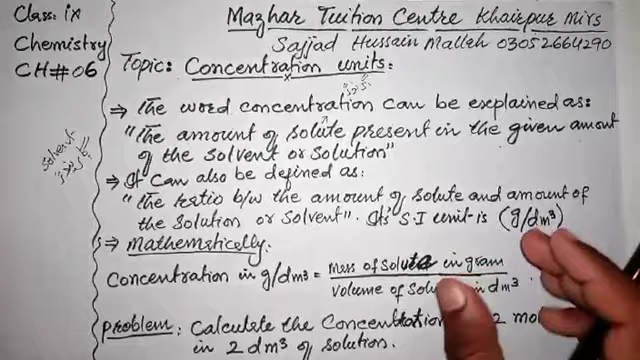 Class: ix
Chemistry
CH# 06
Mazhar Tuition Centre Khairpur Mirs
Sajjad Hussain Mallah 03052664290
Topic: Concentration units:
⇒ The word concentration can be explained as:
"The amount of solute present in the given amount
of the solvent or solution"
⇒ It can also be defined as:
"The ratio b/w the amount of solute and amount of
the solution or solvent". Its' S.I unit is (g/dm³)
⇒ Mathematically:
Concentration in g/dm³ = Mass of solute in gram
Volume of in dm³
Problem: Calculate the Concentration 2
in 2 dm³ of solution.
solvent